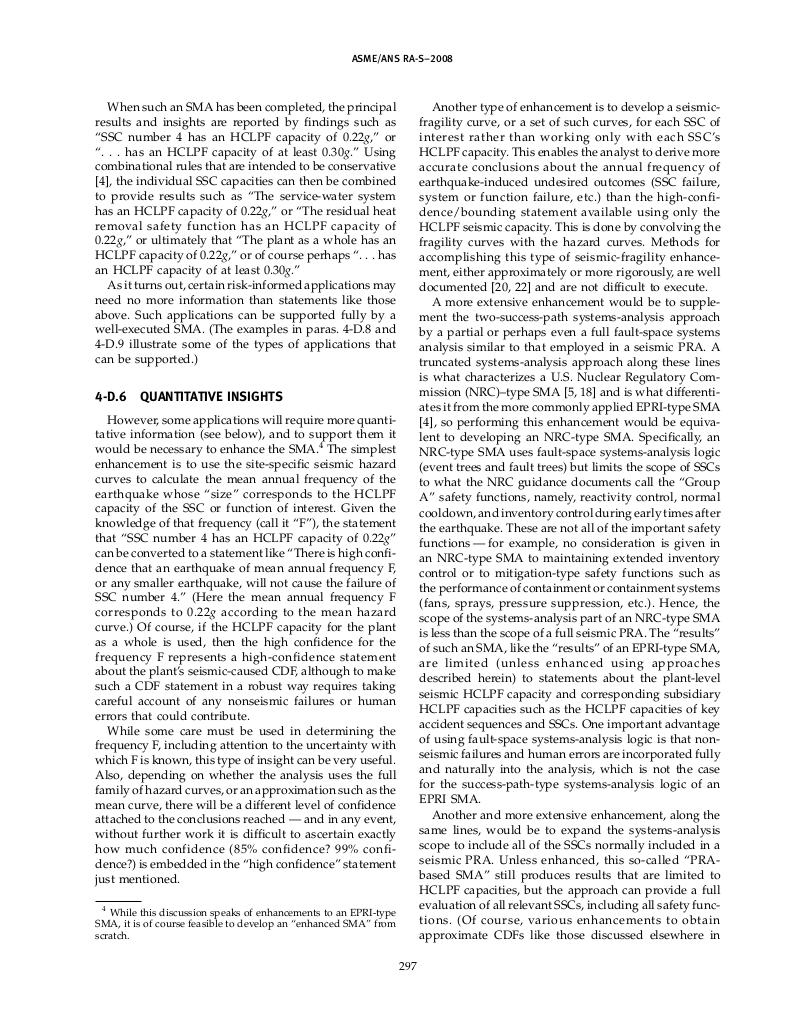 ASME/ANS RA-S–2008
When such an SMA has been completed, the principal
results and insights are reported by findings such as
“SSC number 4 has an HCLPF capacity of 0.22g,” or
“. . . has an HCLPF capacity of at least 0.30g.” Using
combinational rules that are intended to be conservative
[4], the individual SSC capacities can then be combined
to provide results such as “The service-water system
has an HCLPF capacity of 0.22g,” or “The residual heat
removal safety function has an HCLPF capacity of
0.22g,” or ultimately that “The plant as a whole has an
HCLPF capacity of 0.22g,” or of course perhaps “. . . has
an HCLPF capacity of at least 0.30g.”
As it turns out, certain risk-informed applications may
need no more information than statements like those
above. Such applications can be supported fully by a
well-executed SMA. (The examples in paras. 4-D.8 and
4-D.9 illustrate some of the types of applications that
can be supported.)
4-D.6 QUANTITATIVE INSIGHTS
However, some applications will require more quanti-
tative information (see below), and to support them it
would be necessary to enhance the SMA.4 The simplest
enhancement is to use the site-specific seismic hazard
curves to calculate the mean annual frequency of the
earthquake whose “size” corresponds to the HCLPF
capacity of the SSC or function of interest. Given the
knowledge of that frequency (call it “F”), the statement
that “SSC number 4 has an HCLPF capacity of 0.22g”
can be converted to a statement like “There is high confi-
dence that an earthquake of mean annual frequency F,
or any smaller earthquake, will not cause the failure of
SSC number 4.” (Here the mean annual frequency F
corresponds to 0.22g according to the mean hazard
curve.) Of course, if the HCLPF capacity for the plant
as a whole is used, then the high confidence for the
frequency F represents a high-confidence statement
about the plant’s seismic-caused CDF, although to make
such a CDF statement in a robust way requires taking
careful account of any nonseismic failures or human
errors that could contribute.
While some care must be used in determining the
frequency F, including attention to the uncertainty with
which F is known, this type of insight can be very useful.
Also, depending on whether the analysis uses the full
family of hazard curves, or an approximation such as the
mean curve, there will be a different level of confidence
attached to the conclusions reached — and in any event,
without further work it is difficult to ascertain exactly
how much confidence (85% confidence? 99% confi-
dence?) is embedded in the “high confidence” statement
just mentioned.
4 While this discussion speaks of enhancements to an EPRI-type
SMA, it is of course feasible to develop an “enhanced SMA” from
scratch.
Another type of enhancement is to develop a seismic-
fragility curve, or a set of such curves, for each SSC of
interest rather than working only with each SSC’s
HCLPF capacity. This enables the analyst to derive more
accurate conclusions about the annual frequency of
earthquake-induced undesired outcomes (SSC failure,
system or function failure, etc.) than the high-confi-
dence/bounding statement available using only the
HCLPF seismic capacity. This is done by convolving the
fragility curves with the hazard curves. Methods for
accomplishing this type of seismic-fragility enhance-
ment, either approximately or more rigorously, are well
documented [20, 22] and are not difficult to execute.
A more extensive enhancement would be to supple-
ment the two-success-path systems-analysis approach
by a partial or perhaps even a full fault-space systems
analysis similar to that employed in a seismic PRA. A
truncated systems-analysis approach along these lines
is what characterizes a U.S. Nuclear Regulatory Com-
mission (NRC)–type SMA [5, 18] and is what differenti-
ates it from the more commonly applied EPRI-type SMA
[4], so performing this enhancement would be equiva-
lent to developing an NRC-type SMA. Specifically, an
NRC-type SMA uses fault-space systems-analysis logic
(event trees and fault trees) but limits the scope of SSCs
to what the NRC guidance documents call the “Group
A” safety functions, namely, reactivity control, normal
cooldown, and inventory control during early times after
the earthquake. These are not all of the important safety
functions — for example, no consideration is given in
an NRC-type SMA to maintaining extended inventory
control or to mitigation-type safety functions such as
the performance of containment or containment systems
(fans, sprays, pressure suppression, etc.). Hence, the
scope of the systems-analysis part of an NRC-type SMA
is less than the scope of a full seismic PRA. The “results”
of such an SMA, like the “results” of an EPRI-type SMA,
are limited (unless enhanced using approaches
described herein) to statements about the plant-level
seismic HCLPF capacity and corresponding subsidiary
HCLPF capacities such as the HCLPF capacities of key
accident sequences and SSCs. One important advantage
of using fault-space systems-analysis logic is that non-
seismic failures and human errors are incorporated fully
and naturally into the analysis, which is not the case
for the success-path-type systems-analysis logic of an
EPRI SMA.
Another and more extensive enhancement, along the
same lines, would be to expand the systems-analysis
scope to include all of the SSCs normally included in a
seismic PRA. Unless enhanced, this so-called “PRA-
based SMA” still produces results that are limited to
HCLPF capacities, but the approach can provide a full
evaluation of all relevant SSCs, including all safety func-
tions. (Of course, various enhancements to obtain
approximate CDFs like those discussed elsewhere in
297